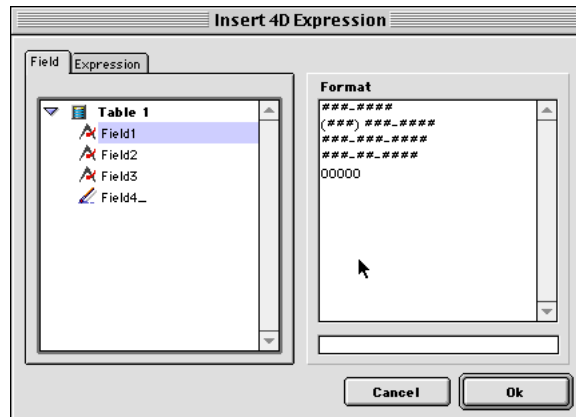 Insert 4D Expression
Field
Expression
Table 1
Field1
Field2
Field3
Field4_
Format
###-####
(###) ###-####
###-###-####
###-##-####
00000
Cancel
Ok